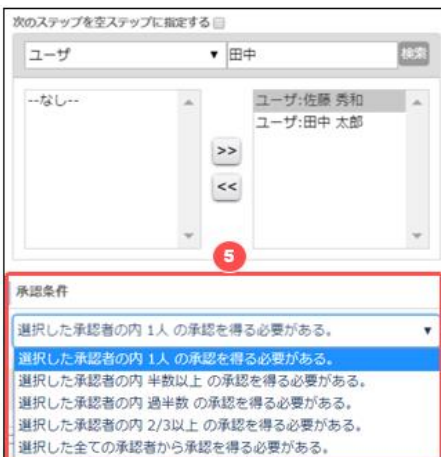 次のステップを空ステップに指定する
ユーザ ▼ 田中 検索
--なし--
ユーザ:佐藤 秀和
ユーザ:田中 太郎
>>
<<
5
承認条件
選択した承認者の内 1人 の承認を得る必要がある。 ▼
選択した承認者の内 1人 の承認を得る必要がある。
選択した承認者の内 半数以上 の承認を得る必要がある。
選択した承認者の内 過半数 の承認を得る必要がある。
選択した承認者の内 2/3以上 の承認を得る必要がある。
選択した全ての承認者から承認を得る必要がある。